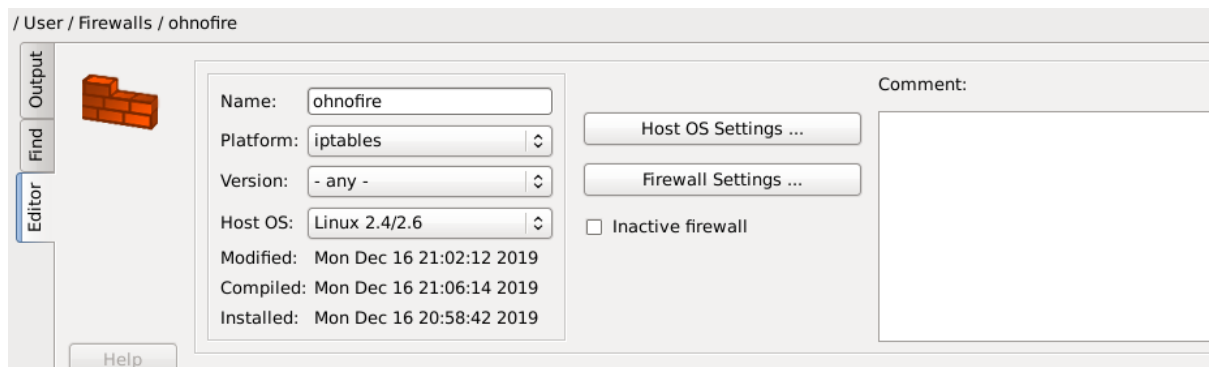 / User / Firewalls / ohnofire
Output
Find
Editor
Name: ohnofire
Platform: iptables
Version: - any -
Host OS: Linux 2.4/2.6
Modified: Mon Dec 16 21:02:12 2019
Compiled: Mon Dec 16 21:06:14 2019
Installed: Mon Dec 16 20:58:42 2019
Host OS Settings ...
Firewall Settings ...
Inactive firewall
Comment:
Help